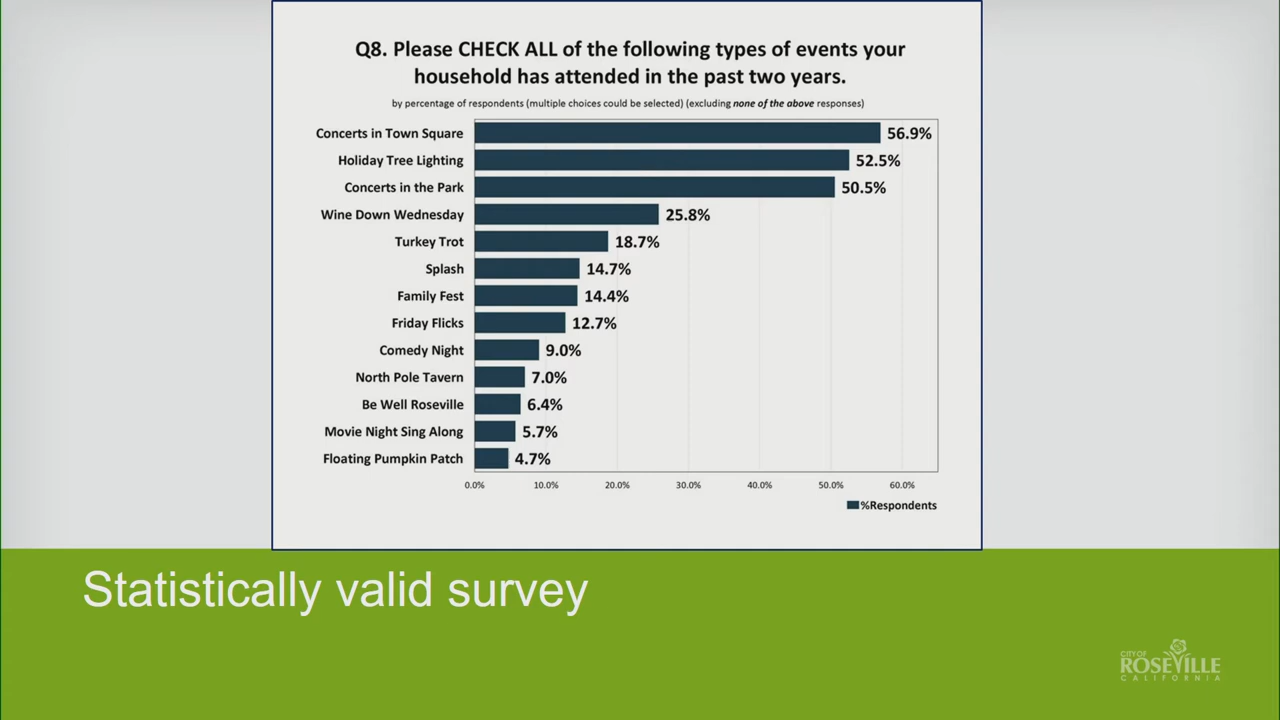 Q8. Please CHECK ALL of the following types of events your
household has attended in the past two years.
by percentage of respondents (multiple choices could be selected) (excluding none of the above responses)
Concerts in Town Square 56.9%
Holiday Tree Lighting 52.5%
Concerts in the Park 50.5%
Wine Down Wednesday 25.8%
Turkey Trot 18.7%
Splash 14.7%
Family Fest 14.4%
Friday Flicks 12.7%
Comedy Night 9.0%
North Pole Tavern 7.0%
Be Well Roseville 6.4%
Movie Night Sing Along 5.7%
Floating Pumpkin Patch 4.7%
0.0% 10.0% 20.0% 30.0% 40.0% 50.0% 60.0%
%Respondents
Statistically valid survey
CITY OF
ROSEVILLE
CALIFORNIA